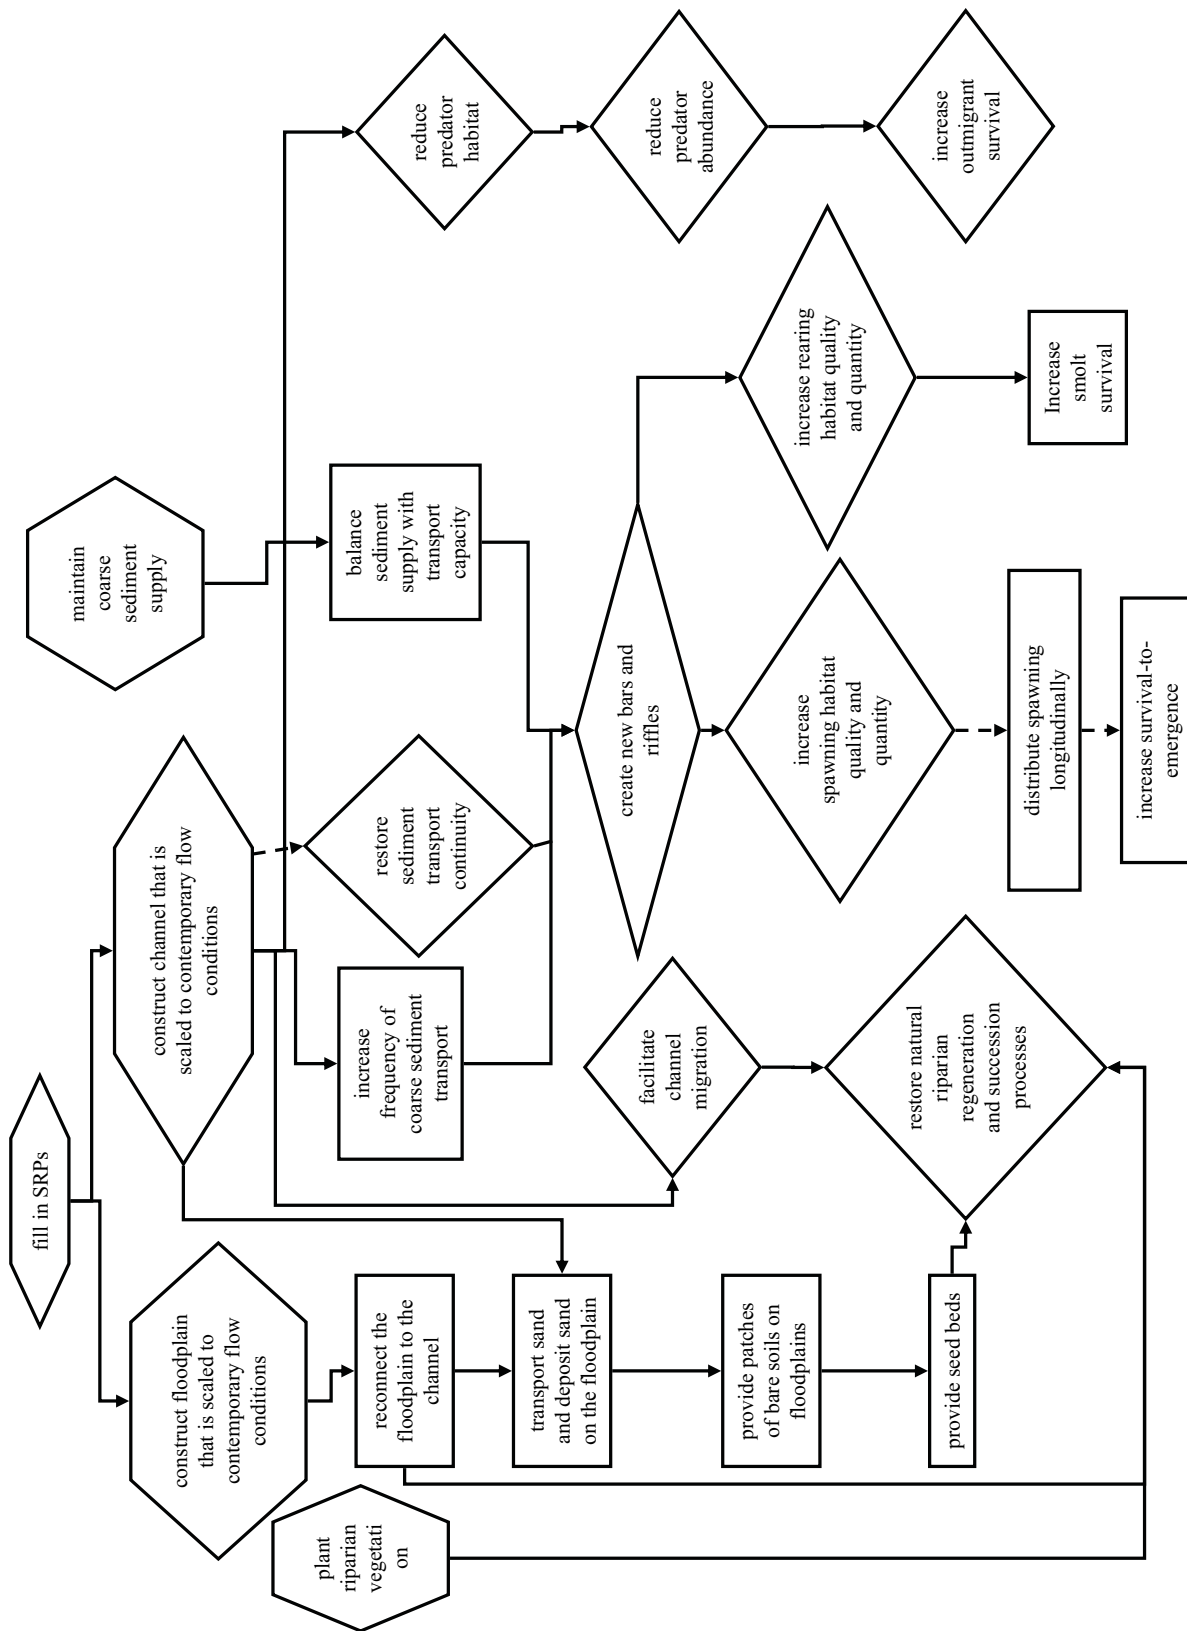 fill in SRPs
construct floodplain
that is scaled to
contemporary flow
conditions
construct channel that is
scaled to contemporary flow
conditions
maintain
coarse
sediment
supply
plant
riparian
vegetati
on
reconnect the
floodplain to the
channel
increase
frequency of
coarse sediment
transport
restore
sediment
transport
continuity
balance
sediment
supply with
transport
capacity
reduce
predator
habitat
transport sand
and deposit sand
on the floodplain
facilitate
channel
migration
create new bars and
riffles
reduce
predator
abundance
provide patches
of bare soils on
floodplains
increase
spawning habitat
quality and
quantity
increase rearing
habitat quality
and quantity
provide seed beds
restore natural
riparian
regeneration
and succession
processes
distribute spawning
longitudinally
Increase
smolt
survival
increase
outmigrant
survival
increase survival-to-
emergence